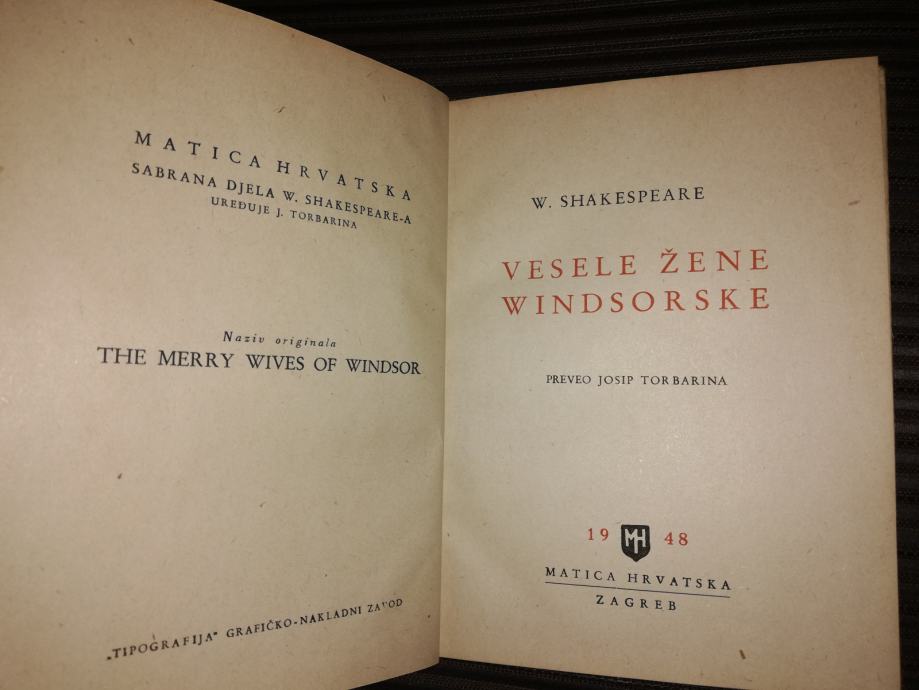 MATICA HRVATSKA
SABRANA DJELA W. SHAKESPEARE-A
UREĐUJE J. TORBARINA
Naziv originala
THE MERRY WIVES OF WINDSOR
„TIPOGRAFIJA" GRAFIČKO-NAKLADNI ZAVOD
W. SHAKESPEARE
VESELE ŽENE
WINDSORSKE
PREVEO JOSIP TORBARINA
19 MH 48
MATICA HRVATSKA
ZAGREB